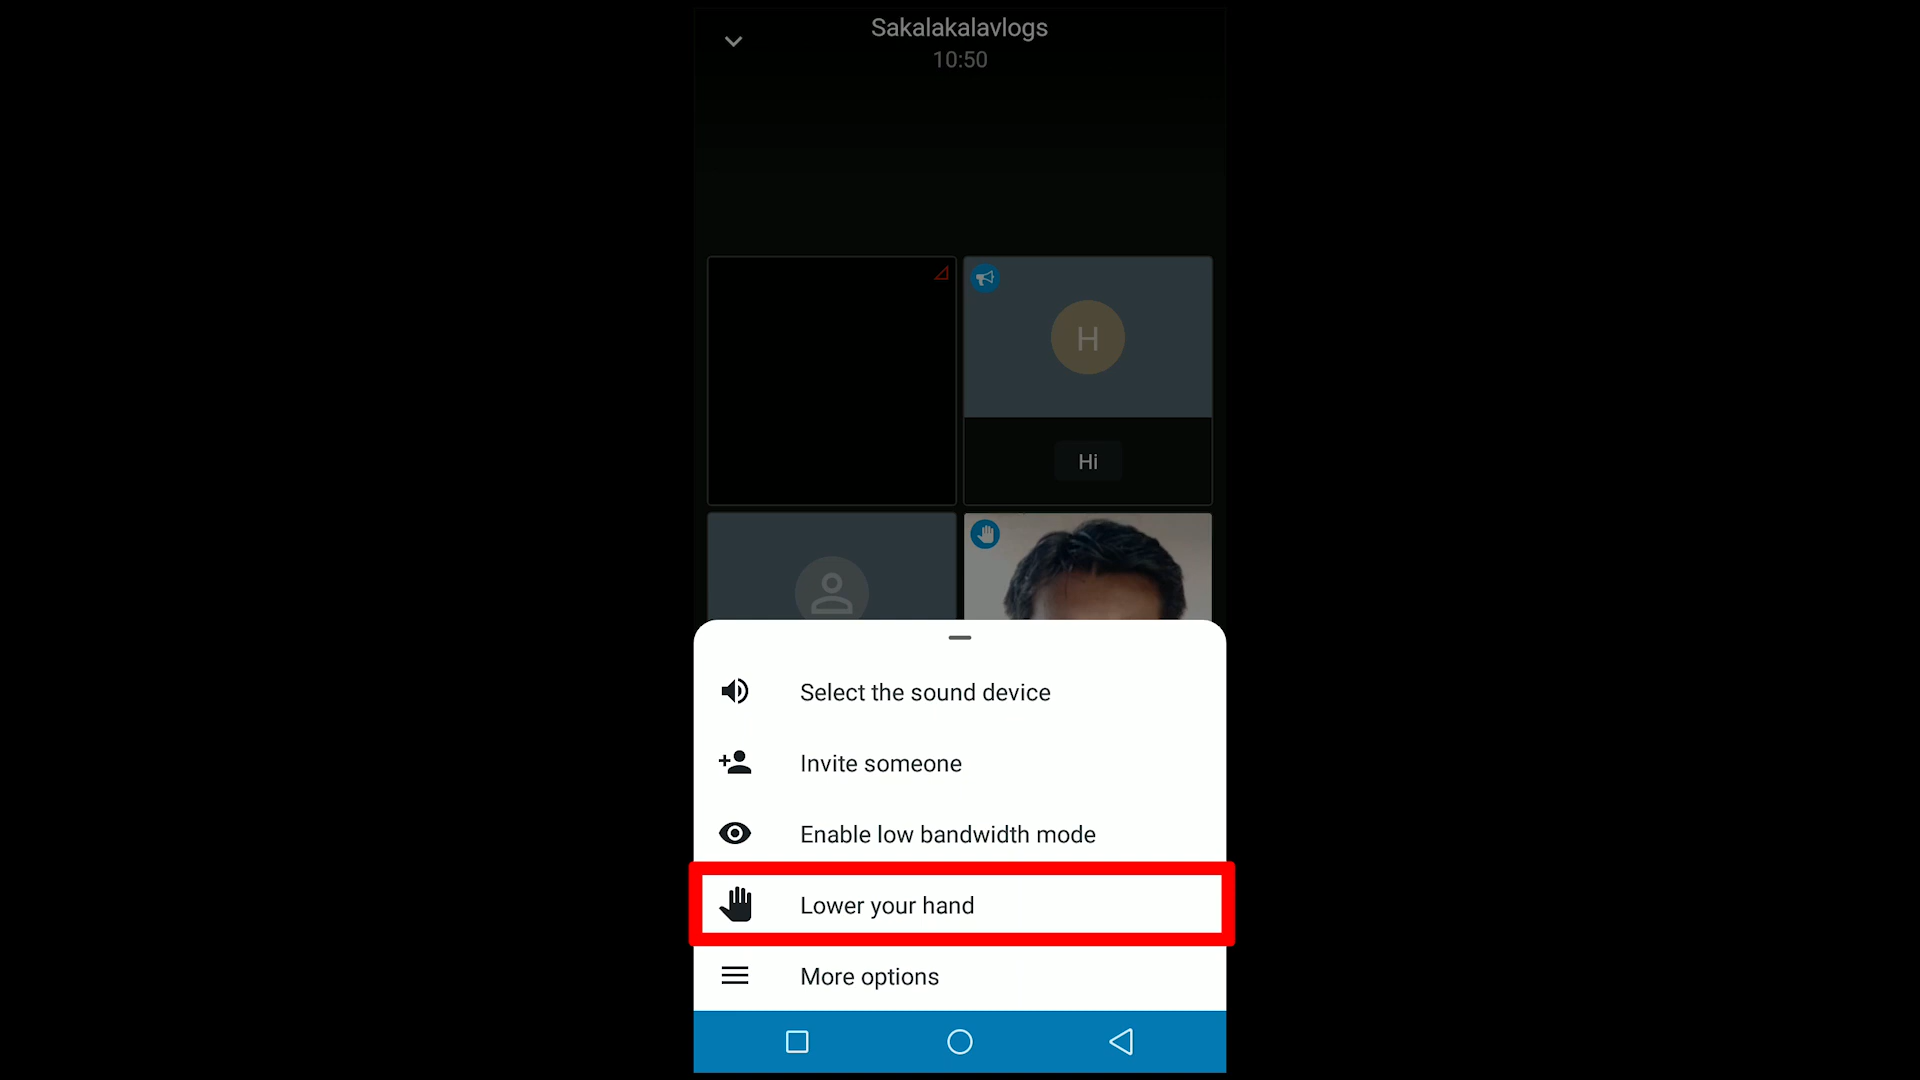 Sakalakalavlogs
10:50
H
Hi
Select the sound device
Invite someone
Enable low bandwidth mode
Lower your hand
More options